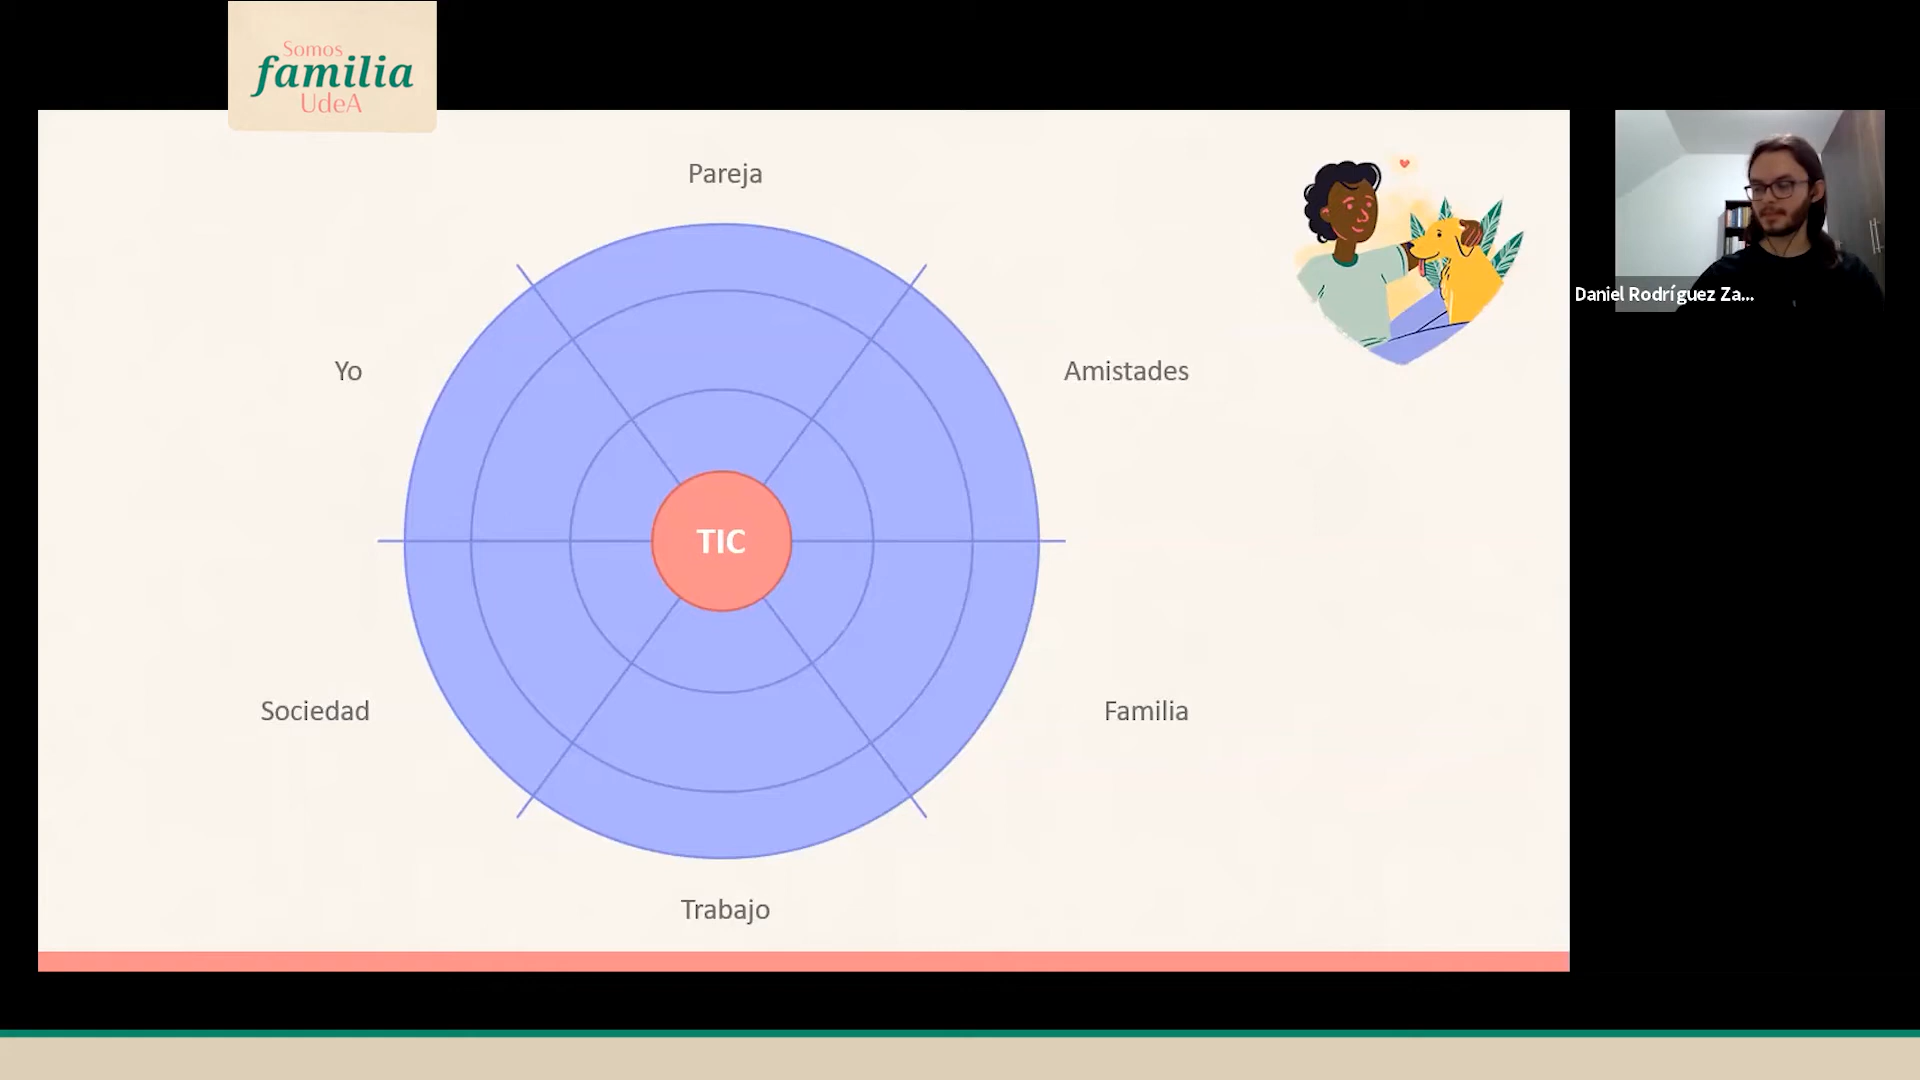 Somos
familia
UdeA
Pareja
Yo
Amistades
TIC
Sociedad
Familia
Trabajo
Daniel Rodríguez Za...